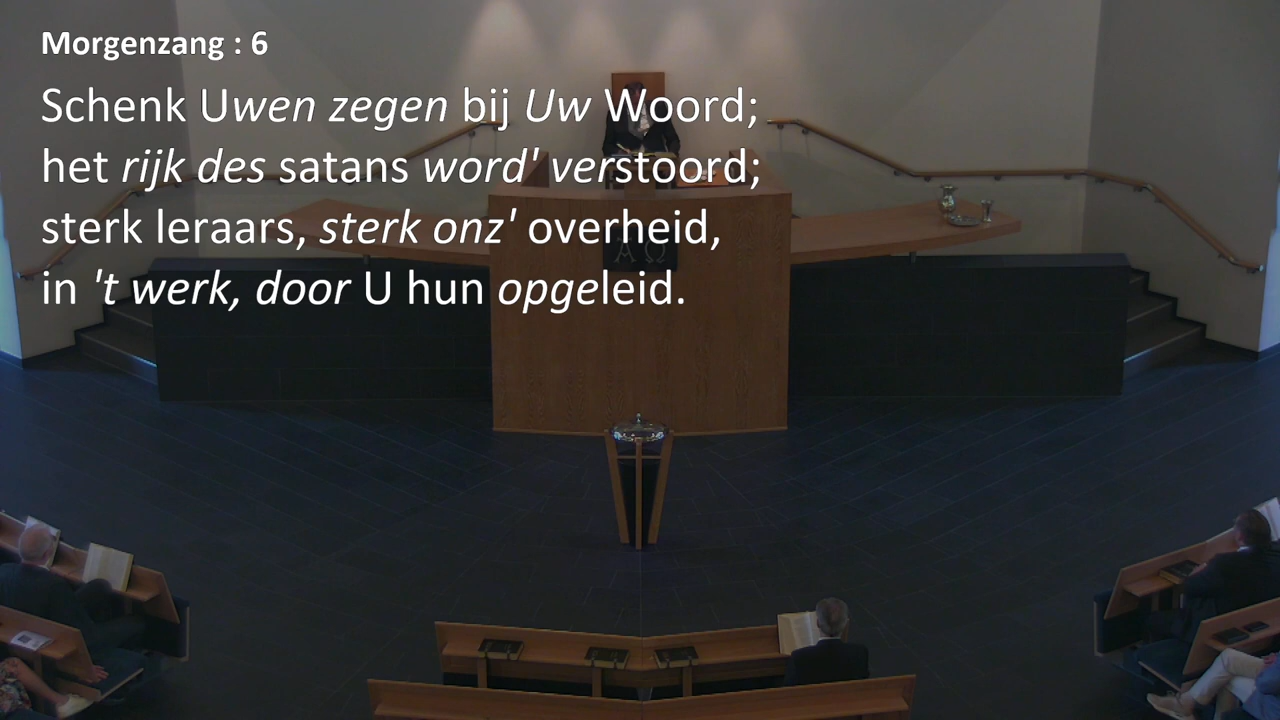 Morgenzang : 6
Schenk Uwen zegen bij Uw Woord;
het rijk des satans word' verstoord;
sterk leraars, sterk onz' overheid,
in 't werk, door U hun opgeleid.
Α Ω